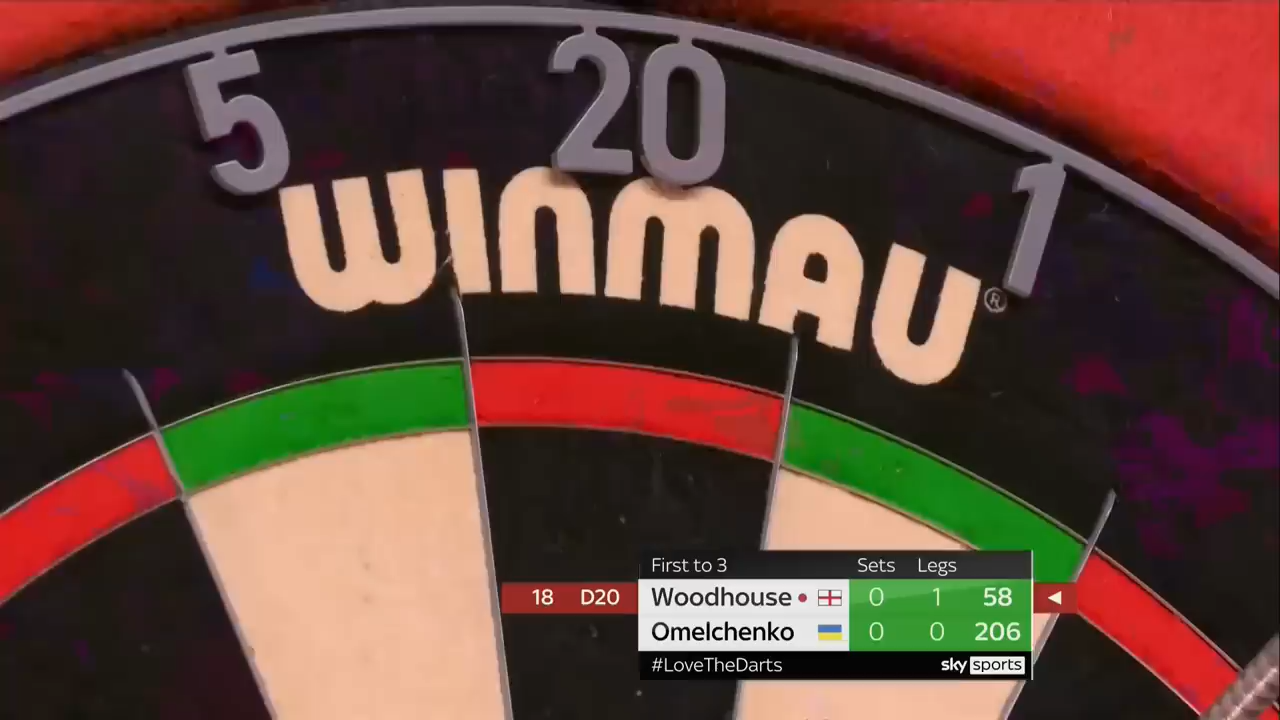 5 20 1
WINMAU®
First to 3 Sets Legs
18 D20 Woodhouse 0 1 58
Omelchenko 0 0 206
#LoveTheDarts sky sports